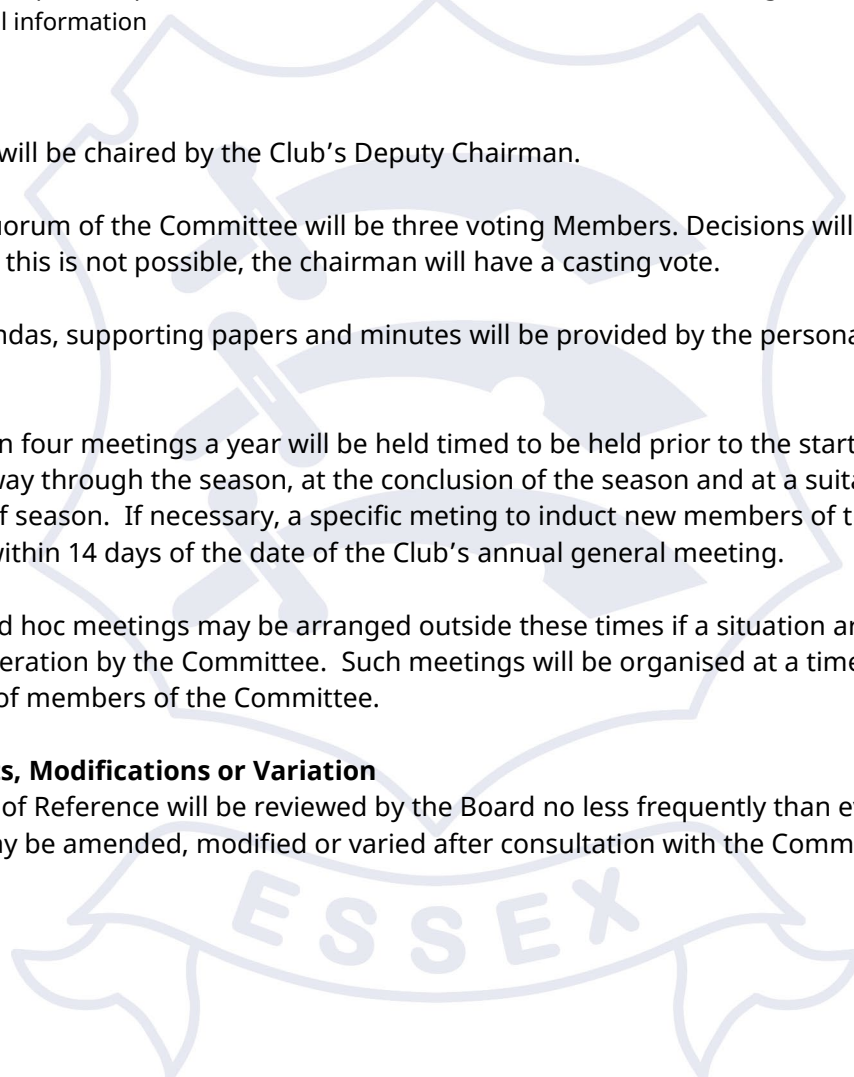 l information
will be chaired by the Club’s Deputy Chairman.
uorum of the Committee will be three voting Members. Decisions will
this is not possible, the chairman will have a casting vote.
ndas, supporting papers and minutes will be provided by the persona
n four meetings a year will be held timed to be held prior to the start
way through the season, at the conclusion of the season and at a suita
f season.  If necessary, a specific meting to induct new members of t
within 14 days of the date of the Club’s annual general meeting.
d hoc meetings may be arranged outside these times if a situation ar
eration by the Committee.  Such meetings will be organised at a time
of members of the Committee.
s, Modifications or Variation
of Reference will be reviewed by the Board no less frequently than ev
ay be amended, modified or varied after consultation with the Comm
ESSEX